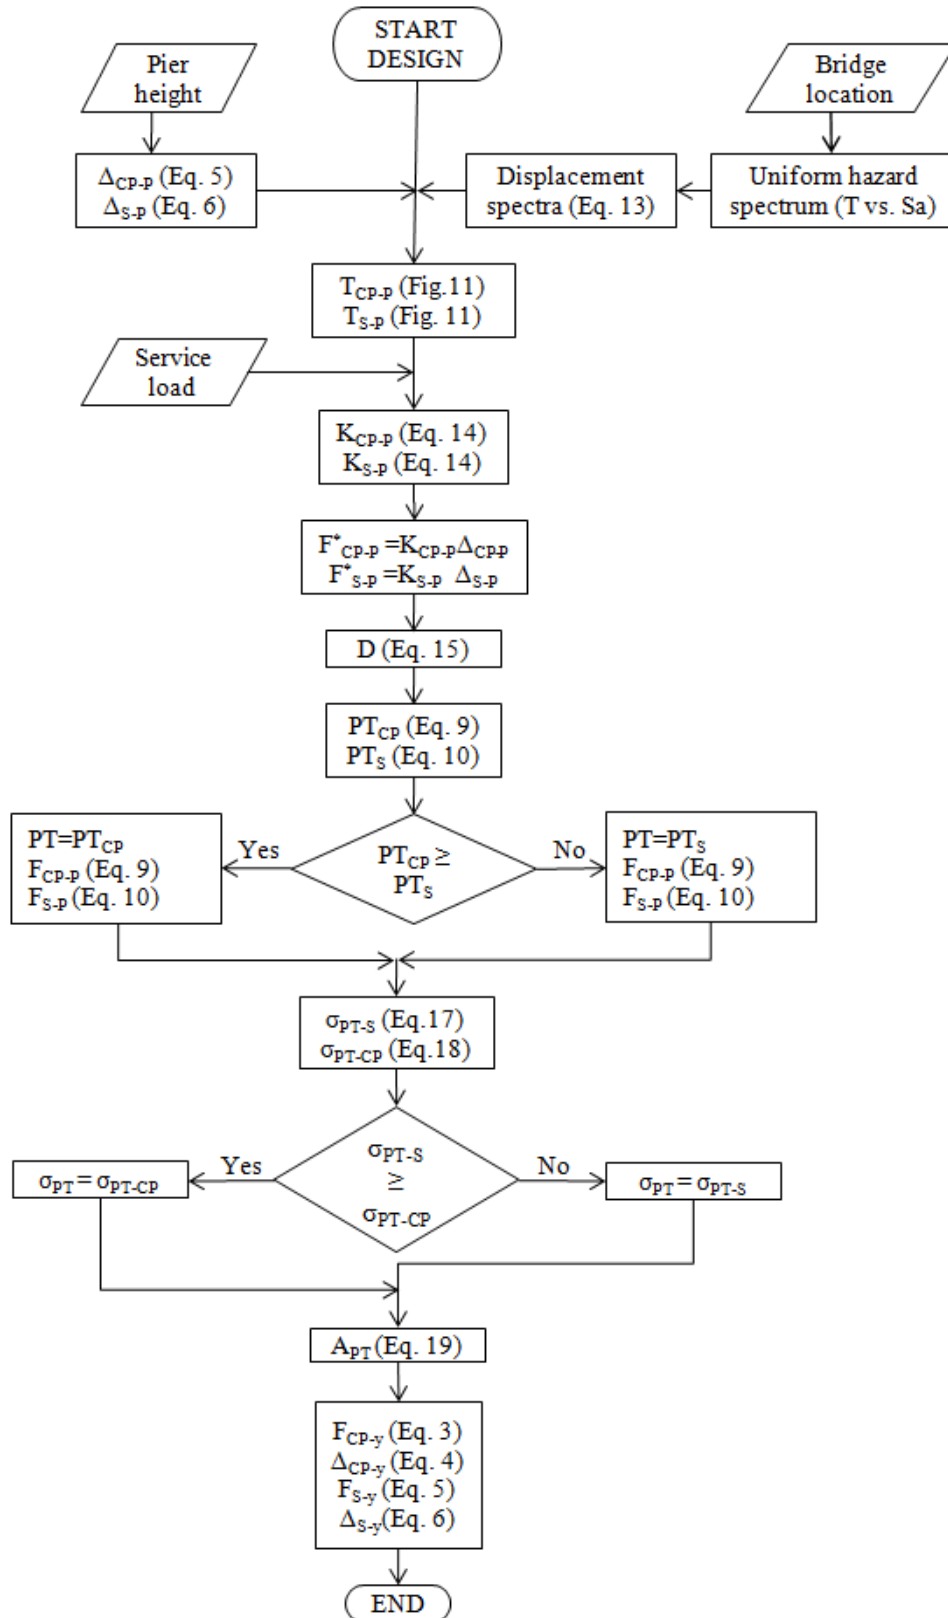 START
DESIGN
Pier
height
Bridge
location
ΔCP-P (Eq. 5)
ΔS-P (Eq. 6)
Displacement
spectra (Eq. 13)
Uniform hazard
spectrum (T vs. Sa)
TCP-P (Fig.11)
TS-P (Fig. 11)
Service
load
KCP-P (Eq. 14)
KS-P (Eq. 14)
F*CP-P =KCP-PΔCP-P
F*S-P =KS-P ΔS-P
D (Eq. 15)
PTCP (Eq. 9)
PTS (Eq. 10)
PTCP ≥
PTS
Yes
No
PT=PTCP
FCP-P (Eq. 9)
FS-P (Eq. 10)
PT=PTS
FCP-P (Eq. 9)
FS-P (Eq. 10)
σPT-S (Eq.17)
σPT-CP (Eq.18)
σPT-S
≥
σPT-CP
Yes
No
σPT = σPT-CP
σPT = σPT-S
APT (Eq. 19)
FCP-y (Eq. 3)
ΔCP-y (Eq. 4)
FS-y (Eq. 5)
ΔS-y(Eq. 6)
END